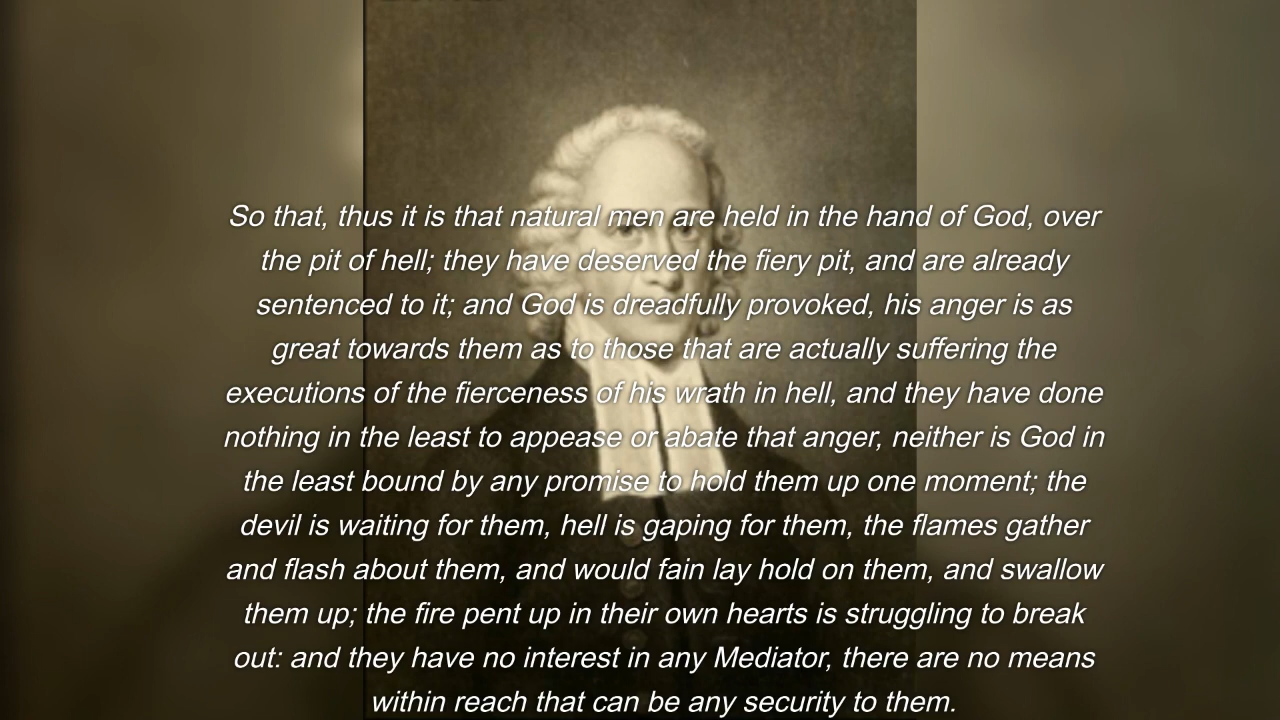 So that, thus it is that natural men are held in the hand of God, over
the pit of hell; they have deserved the fiery pit, and are already
sentenced to it; and God is dreadfully provoked, his anger is as
great towards them as to those that are actually suffering the
executions of the fierceness of his wrath in hell, and they have done
nothing in the least to appease or abate that anger, neither is God in
the least bound by any promise to hold them up one moment; the
devil is waiting for them, hell is gaping for them, the flames gather
and flash about them, and would fain lay hold on them, and swallow
them up; the fire pent up in their own hearts is struggling to break
out: and they have no interest in any Mediator, there are no means
within reach that can be any security to them.